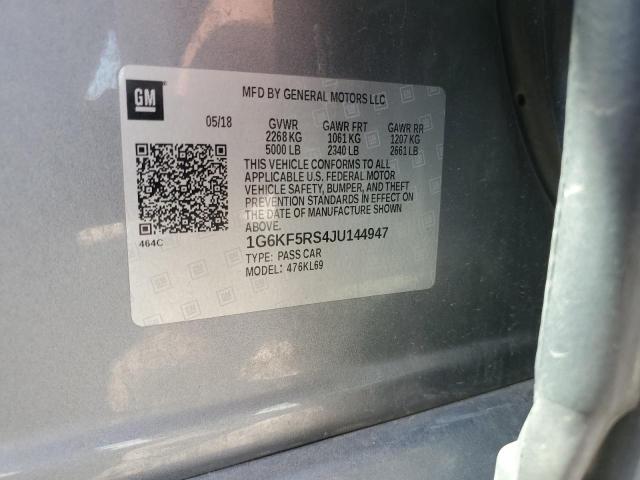 GM
MFD BY GENERAL MOTORS LLC
05/18 GVWR GAWR FRT GAWR RR
2268 KG 1061 KG 1207 KG
5000 LB 2340 LB 2661 LB
THIS VEHICLE CONFORMS TO ALL
APPLICABLE U.S. FEDERAL MOTOR
VEHICLE SAFETY, BUMPER, AND THEFT
PREVENTION STANDARDS IN EFFECT ON
THE DATE OF MANUFACTURE SHOWN
ABOVE.
464C
1G6KF5RS4JU144947
TYPE: PASS CAR
MODEL: 476KL69